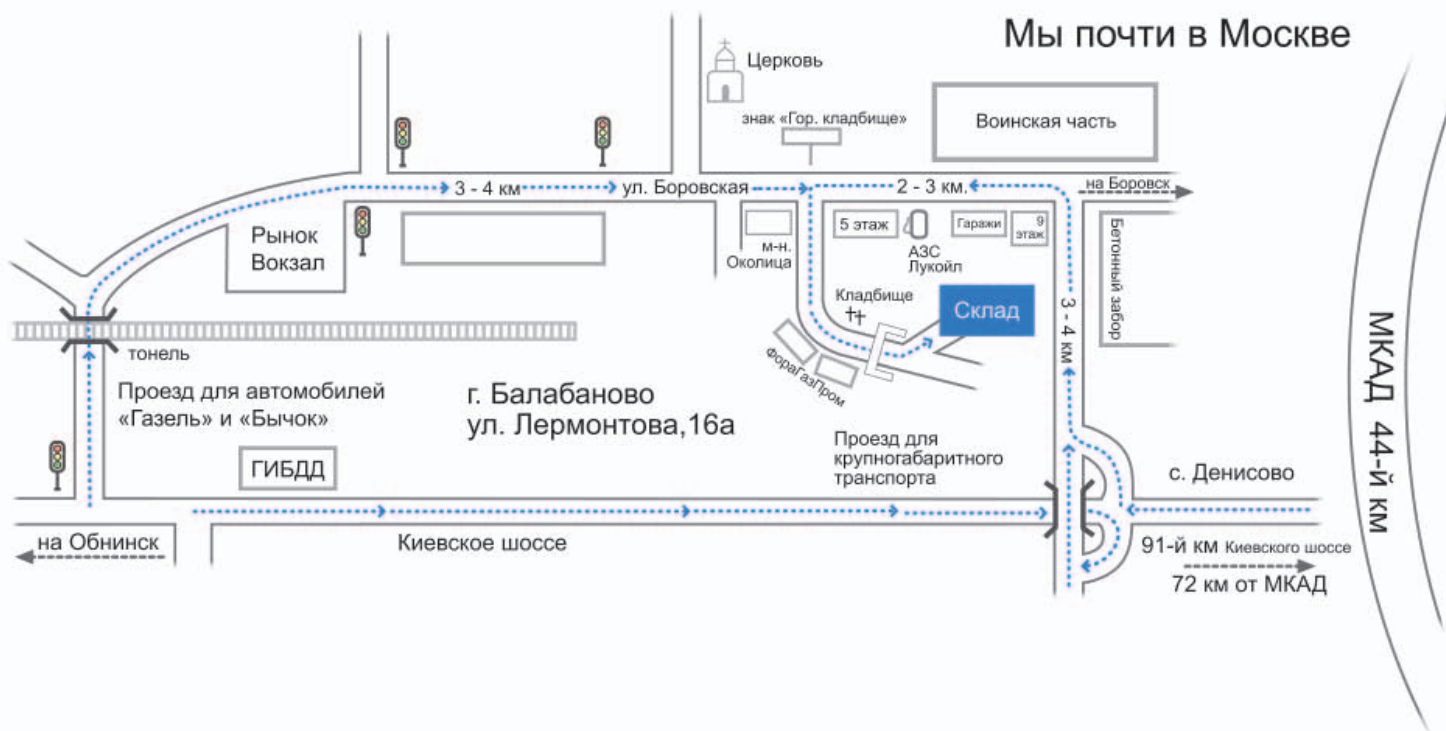 Мы почти в Москве
Церковь
знак «Гор. кладбище»
Воинская часть
3 - 4 км
ул. Боровская
2 - 3 км.
на Боровск
Рынок
Вокзал
м-н.
Околица
5 этаж
АЗС
Лукойл
Гаражи
9
этаж
Бетонный забор
Кладбище
Склад
3 - 4 км
МКАД 44-й км
тонель
ФораГазПром
Проезд для автомобилей
«Газель» и «Бычок»
г. Балабаново
ул. Лермонтова,16а
Проезд для
крупногабаритного
транспорта
ГИБДД
с. Денисово
на Обнинск
Киевское шоссе
91-й км Киевского шоссе
72 км от МКАД